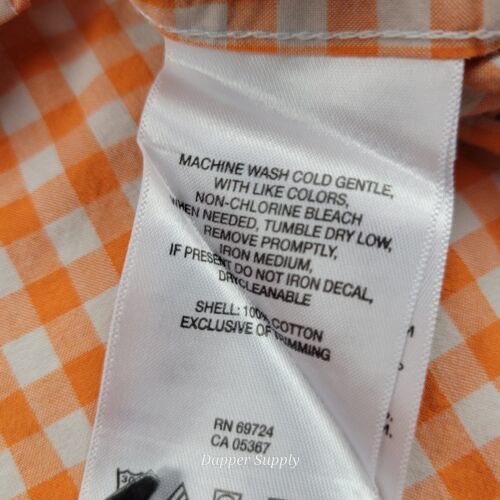 MACHINE WASH COLD GENTLE,
WITH LIKE COLORS,
NON-CHLORINE BLEACH
WHEN NEEDED, TUMBLE DRY LOW,
REMOVE PROMPTLY,
IRON MEDIUM,
IF PRESENT DO NOT IRON DECAL,
DRYCLEANABLE
SHELL: 100% COTTON
EXCLUSIVE OF TRIMMING
RN 69724
CA 05367
Dapper Supply